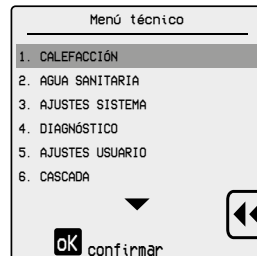 Menú técnico
1. CALEFACCIÓN
2. AGUA SANITARIA
3. AJUSTES SISTEMA
4. DIAGNÓSTICO
5. AJUSTES USUARIO
6. CASCADA
OK confirmar